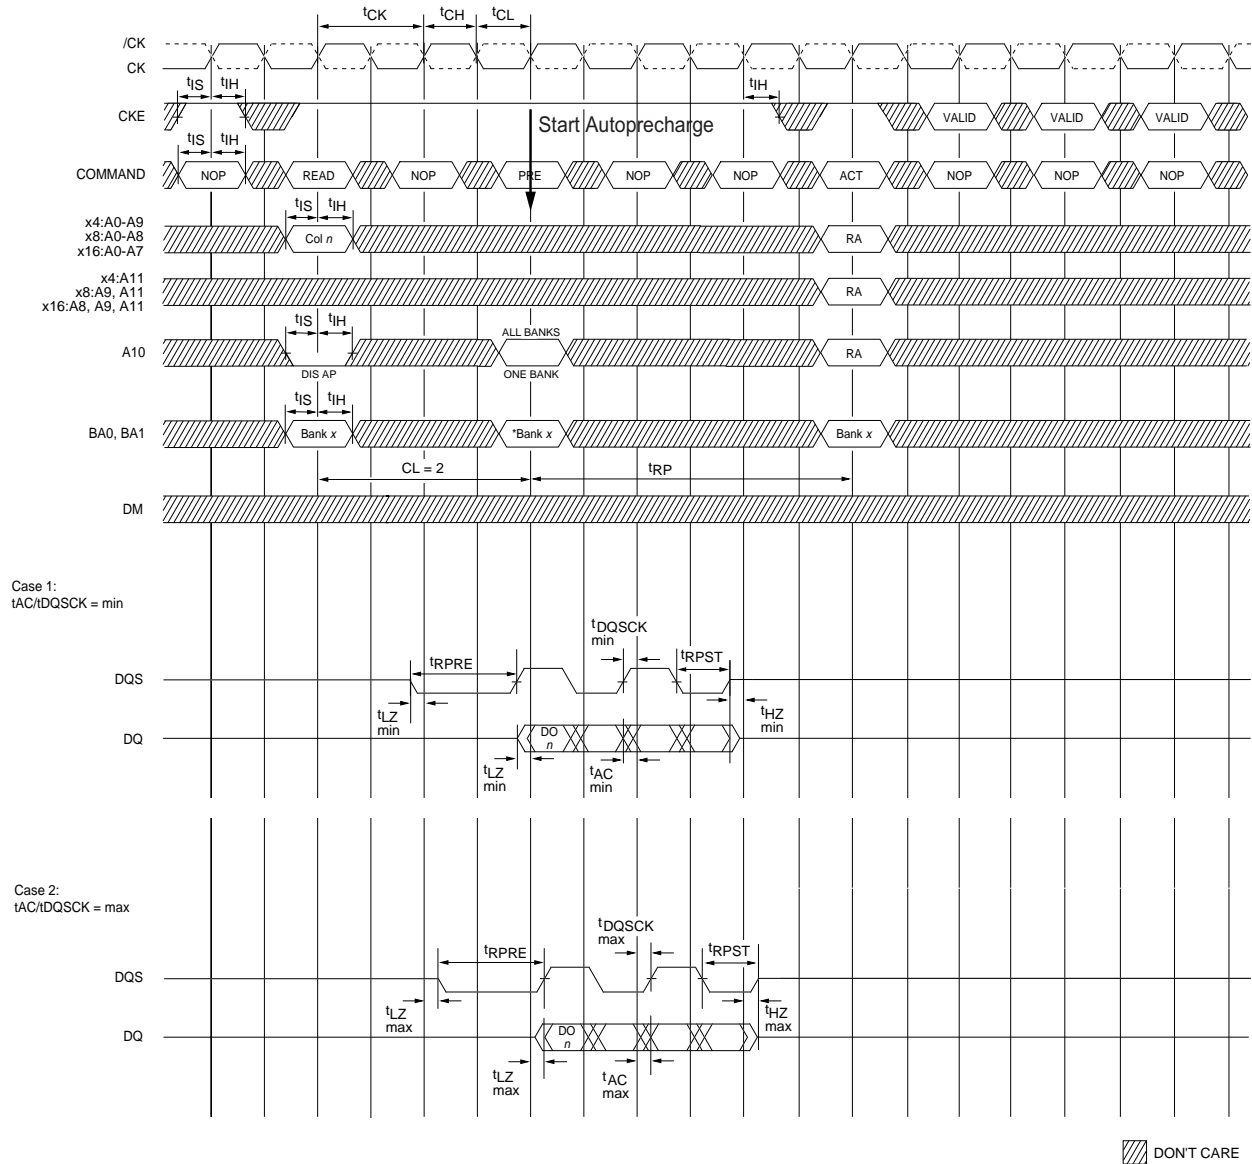 tCK tCH tCL
/CK
CK
tIS tIH tIH
CKE VALID VALID VALID
Start Autoprecharge
tIS tIH
COMMAND NOP READ NOP PRE NOP NOP ACT NOP NOP NOP
tIS tIH
x4:A0-A9
x8:A0-A8
x16:A0-A7
Col n RA
x4:A11
x8:A9, A11
x16:A8, A9, A11
RA
tIS tIH ALL BANKS
A10 RA
DIS AP ONE BANK
tIS tIH
BA0, BA1 Bank x *Bank x Bank x
CL = 2 tRP
DM
Case 1:
tAC/tDQSCK = min
tDQSCK
min
tRPRE tRPST
DQS
tLZ
min
tHZ
min
DQ DO
n
tLZ
min
tAC
min
Case 2:
tAC/tDQSCK = max
tDQSCK
max
tRPRE tRPST
DQS
tLZ
max
tHZ
max
DQ DO
n
tLZ
max
tAC
max
DON'T CARE